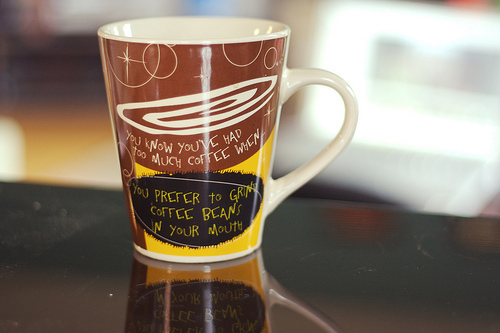 YOU KNOW YOU'VE HAD
TOO MUCH COFFEE WHEN
YOU PREFER TO GRIND
COFFEE BEANS
IN YOUR MOUTH